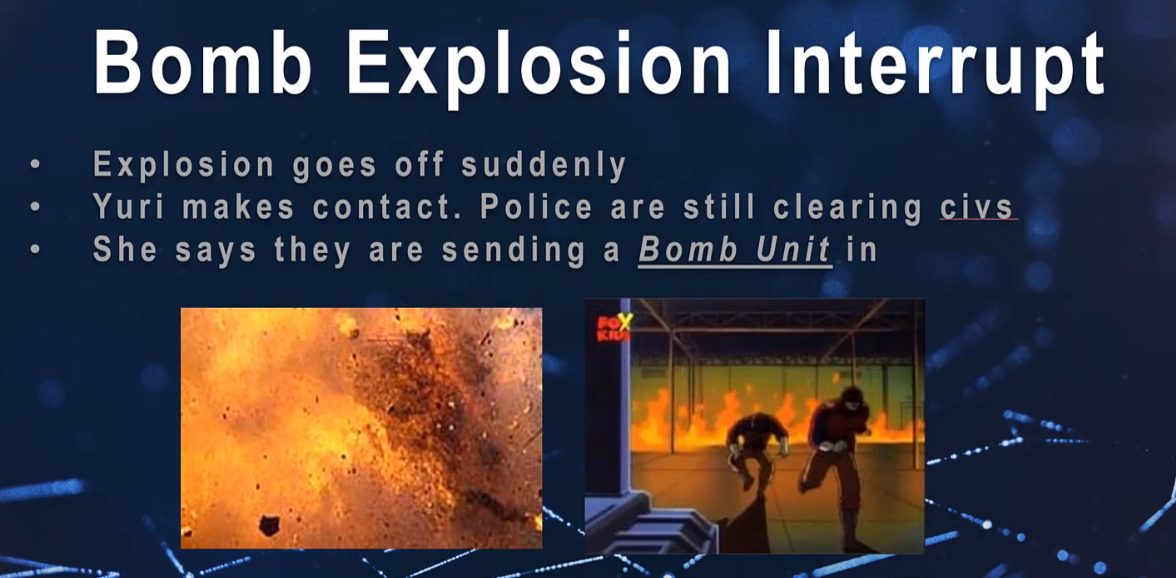 Bomb Explosion Interrupt
• Explosion goes off suddenly
• Yuri makes contact. Police are still clearing civs
• She says they are sending a Bomb Unit in
FOX
KIDS